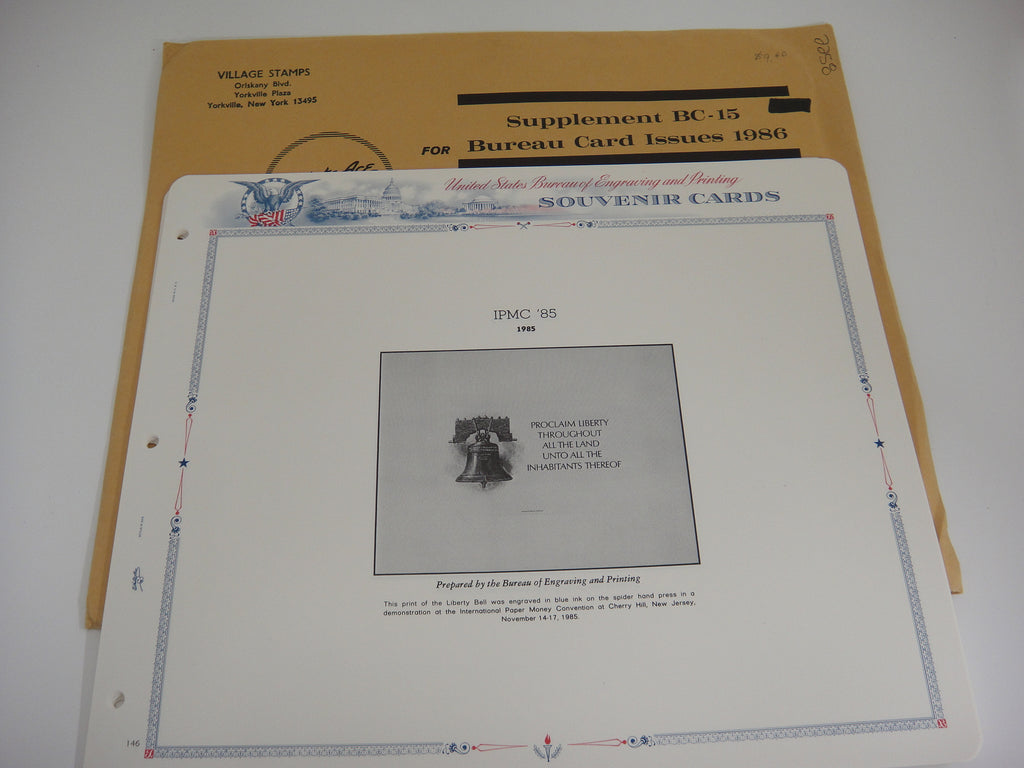 VILLAGE STAMPS
Oriskany Blvd.
Yorkville Plaza
Yorkville, New York 13495
$9.40
FOR
Supplement BC-15
Bureau Card Issues 1986
United States Bureau of Engraving and Printing
SOUVENIR CARDS
IPMC '85
1985
PROCLAIM LIBERTY
THROUGHOUT
ALL THE LAND
UNTO ALL THE
INHABITANTS THEREOF
Prepared by the Bureau of Engraving and Printing
This print of the Liberty Bell was engraved in blue ink on the spider hand press in a
demonstration at the International Paper Money Convention at Cherry Hill, New Jersey,
November 14-17, 1985.
146